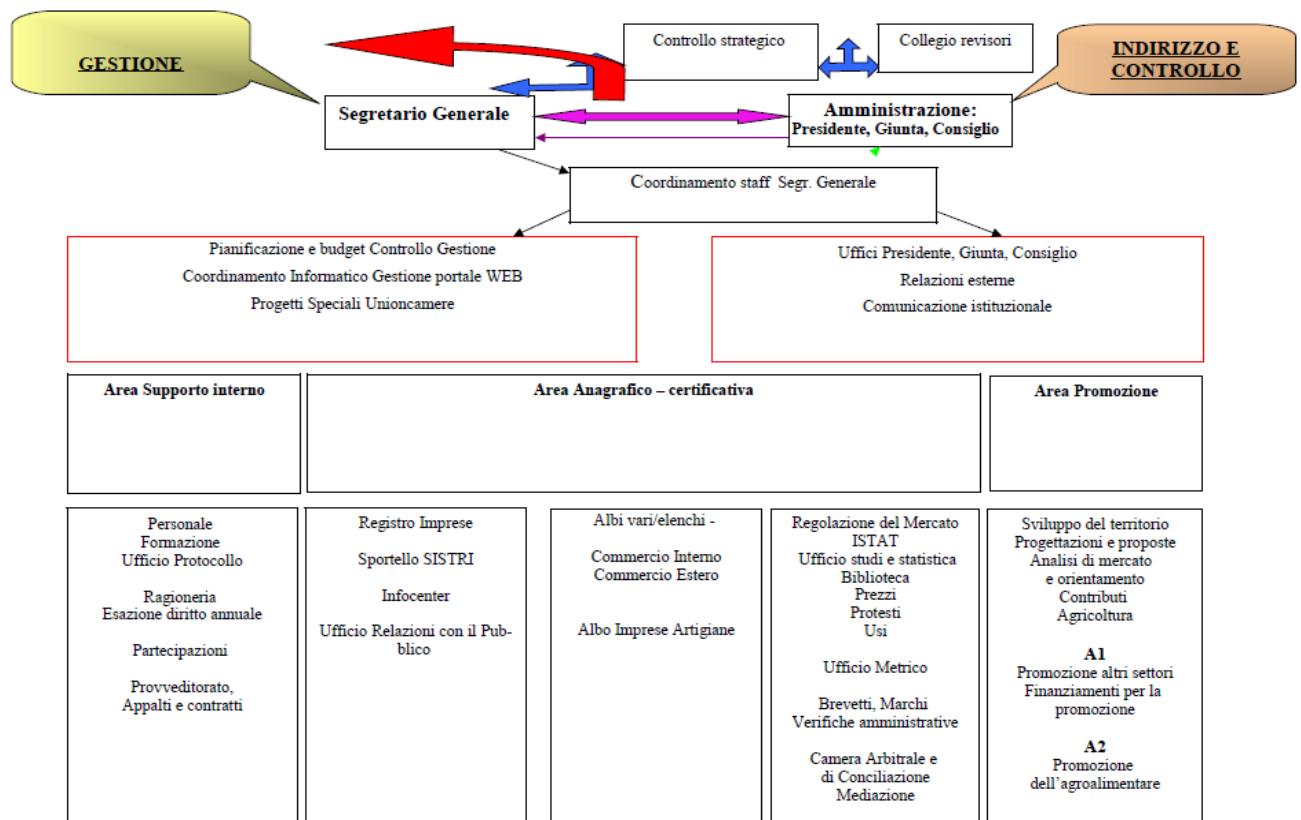 GESTIONE
Controllo strategico
Collegio revisori
INDIRIZZO E
CONTROLLO
Segretario Generale
Amministrazione:
Presidente, Giunta, Consiglio
Coordinamento staff Segr. Generale
Pianificazione e budget Controllo Gestione
Coordinamento Informatico Gestione portale WEB
Progetti Speciali Unioncamere
Uffici Presidente, Giunta, Consiglio
Relazioni esterne
Comunicazione istituzionale
Area Supporto interno
Area Anagrafico – certificativa
Area Promozione
Personale
Formazione
Ufficio Protocollo
Ragioneria
Esazione diritto annuale
Partecipazioni
Provveditorato,
Appalti e contratti
Registro Imprese
Sportello SISTRI
Infocenter
Ufficio Relazioni con il Pub-
blico
Albi vari/elenchi -
Commercio Interno
Commercio Estero
Albo Imprese Artigiane
Regolazione del Mercato
ISTAT
Ufficio studi e statistica
Biblioteca
Prezzi
Protesti
Usi
Ufficio Metrico
Brevetti, Marchi
Verifiche amministrative
Camera Arbitrale e
di Conciliazione
Mediazione
Sviluppo del territorio
Progettazioni e proposte
Analisi di mercato
e orientamento
Contributi
Agricoltura
A1
Promozione altri settori
Finanziamenti per la
promozione
A2
Promozione
dell'agroalimentare